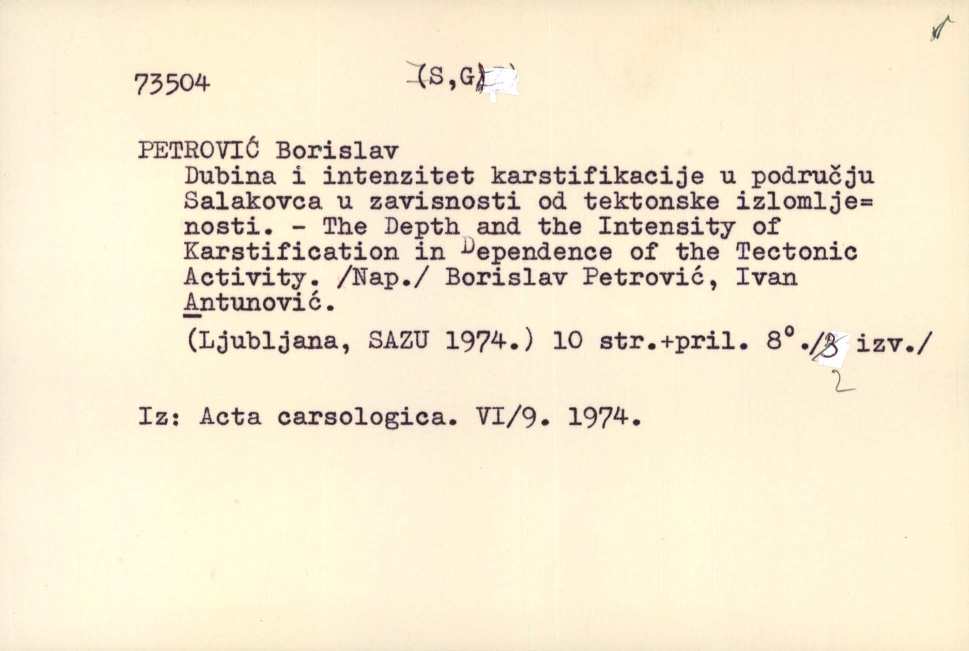 73504 (S,G)
PETROVIĆ Borislav
Dubina i intenzitet karstifikacije u području
Salakovca u zavisnosti od tektonske izlomlje=
nosti. - The Depth and the Intensity of
Karstification in Dependence of the Tectonic
Activity. /Nap./ Borislav Petrović, Ivan
Antunović.
(Ljubljana, SAZU 1974.) 10 str.+pril. 8°./3 izv./
2
Iz: Acta carsologica. VI/9. 1974.